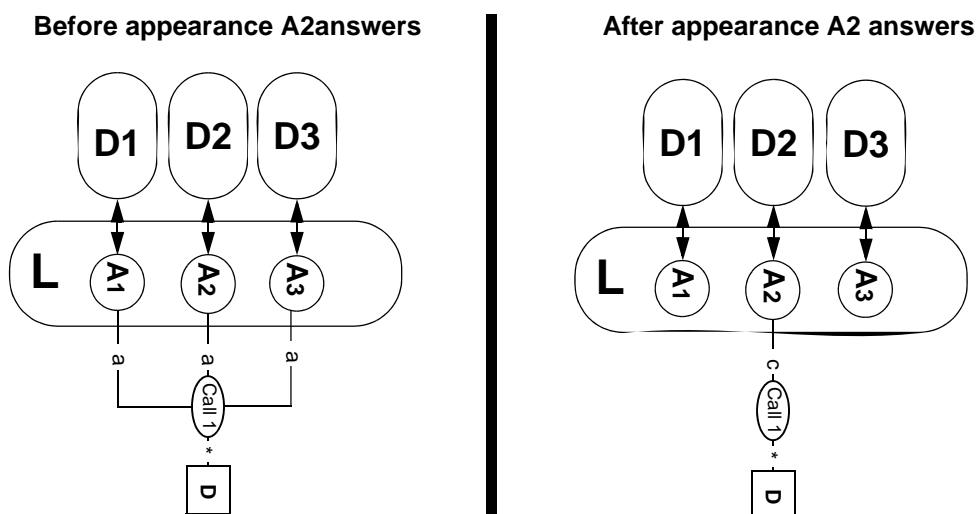 Before appearance A2answers
D1 D2 D3
L A1 A2 A3
a a a
Call 1
*
D
After appearance A2 answers
D1 D2 D3
L A1 A2 A3
c
Call 1
*
D